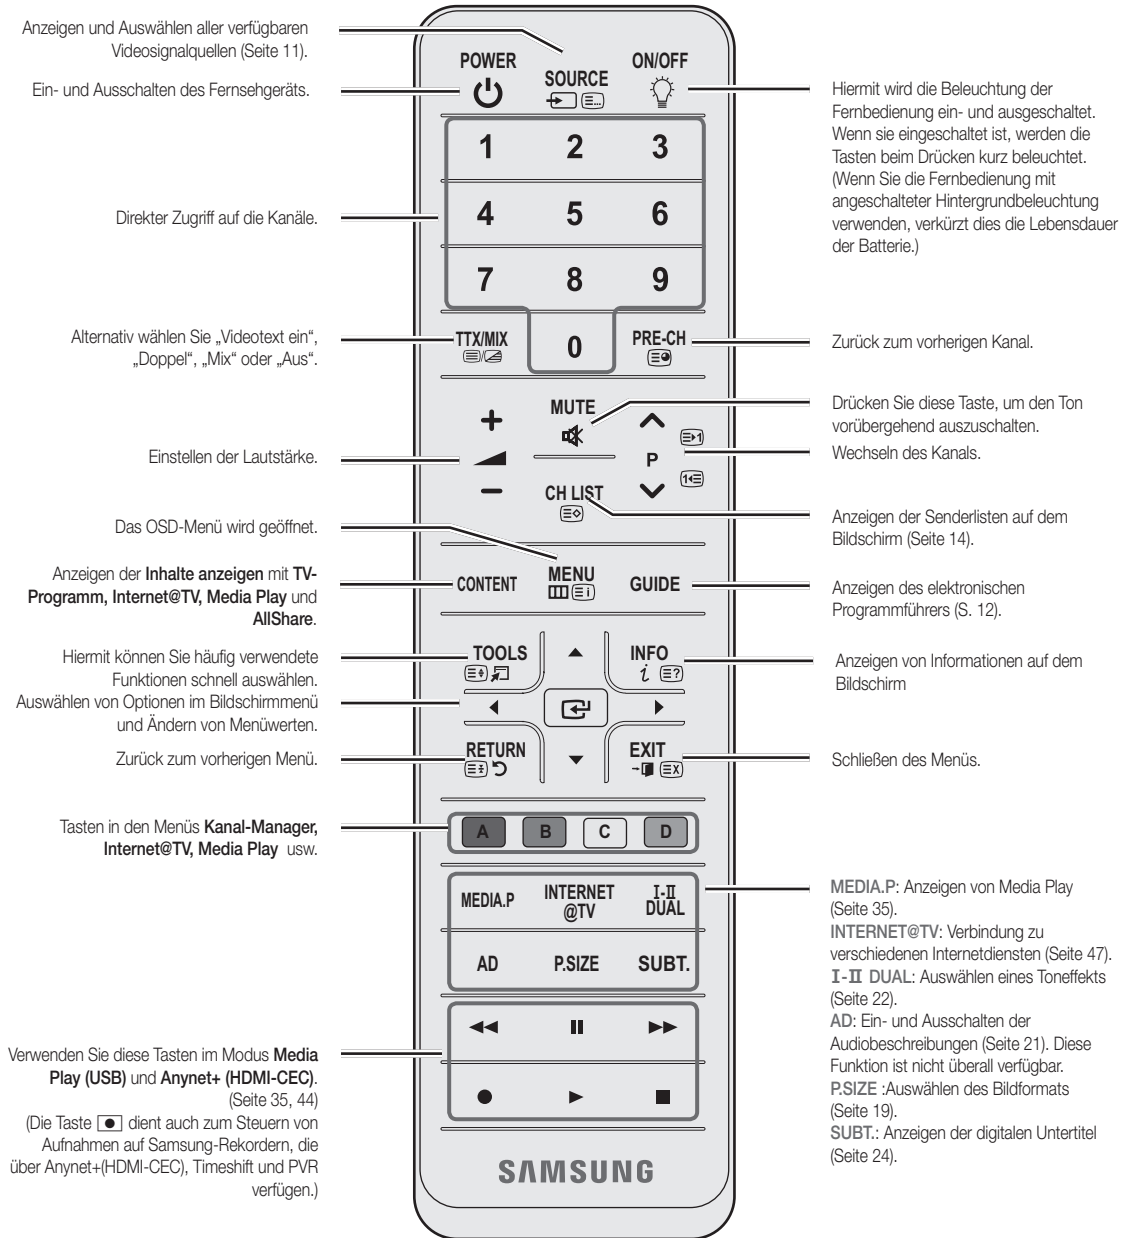 Anzeigen und Auswählen aller verfügbaren
Videosignalquellen (Seite 11).
Ein- und Ausschalten des Fernsehgeräts.
Direkter Zugriff auf die Kanäle.
Alternativ wählen Sie „Videotext ein“,
„Doppel“, „Mix“ oder „Aus“.
Einstellen der Lautstärke.
Das OSD-Menü wird geöffnet.
Anzeigen der Inhalte anzeigen mit TV-
Programm, Internet@TV, Media Play und
AllShare.
Hiermit können Sie häufig verwendete
Funktionen schnell auswählen.
Auswählen von Optionen im Bildschirmmenü
und Ändern von Menüwerten.
Zurück zum vorherigen Menü.
Tasten in den Menüs Kanal-Manager,
Internet@TV, Media Play usw.
Verwenden Sie diese Tasten im Modus Media
Play (USB) und Anynet+ (HDMI-CEC).
(Seite 35, 44)
(Die Taste ● dient auch zum Steuern von
Aufnahmen auf Samsung-Rekordern, die
über Anynet+(HDMI-CEC), Timeshift und PVR
verfügen.)
POWER
SOURCE
ON/OFF
1 2 3
4 5 6
7 8 9
TTX/MIX
0
PRE-CH
MUTE
P
CH LIST
CONTENT
MENU
GUIDE
TOOLS
INFO
RETURN
EXIT
A B C D
MEDIA.P
INTERNET
@TV
I-II
DUAL
AD
P.SIZE
SUBT.
SAMSUNG
Hiermit wird die Beleuchtung der
Fernbedienung ein- und ausgeschaltet.
Wenn sie eingeschaltet ist, werden die
Tasten beim Drücken kurz beleuchtet.
(Wenn Sie die Fernbedienung mit
angeschalteter Hintergrundbeleuchtung
verwenden, verkürzt dies die Lebensdauer
der Batterie.)
Zurück zum vorherigen Kanal.
Drücken Sie diese Taste, um den Ton
vorübergehend auszuschalten.
Wechseln des Kanals.
Anzeigen der Senderlisten auf dem
Bildschirm (Seite 14).
Anzeigen des elektronischen
Programmführers (S. 12).
Anzeigen von Informationen auf dem
Bildschirm
Schließen des Menüs.
MEDIA.P: Anzeigen von Media Play
(Seite 35).
INTERNET@TV: Verbindung zu
verschiedenen Internetdiensten (Seite 47).
I-II DUAL: Auswählen eines Toneffekts
(Seite 22).
AD: Ein- und Ausschalten der
Audiobeschreibungen (Seite 21). Diese
Funktion ist nicht überall verfügbar.
P.SIZE :Auswählen des Bildformats
(Seite 19).
SUBT.: Anzeigen der digitalen Untertitel
(Seite 24).